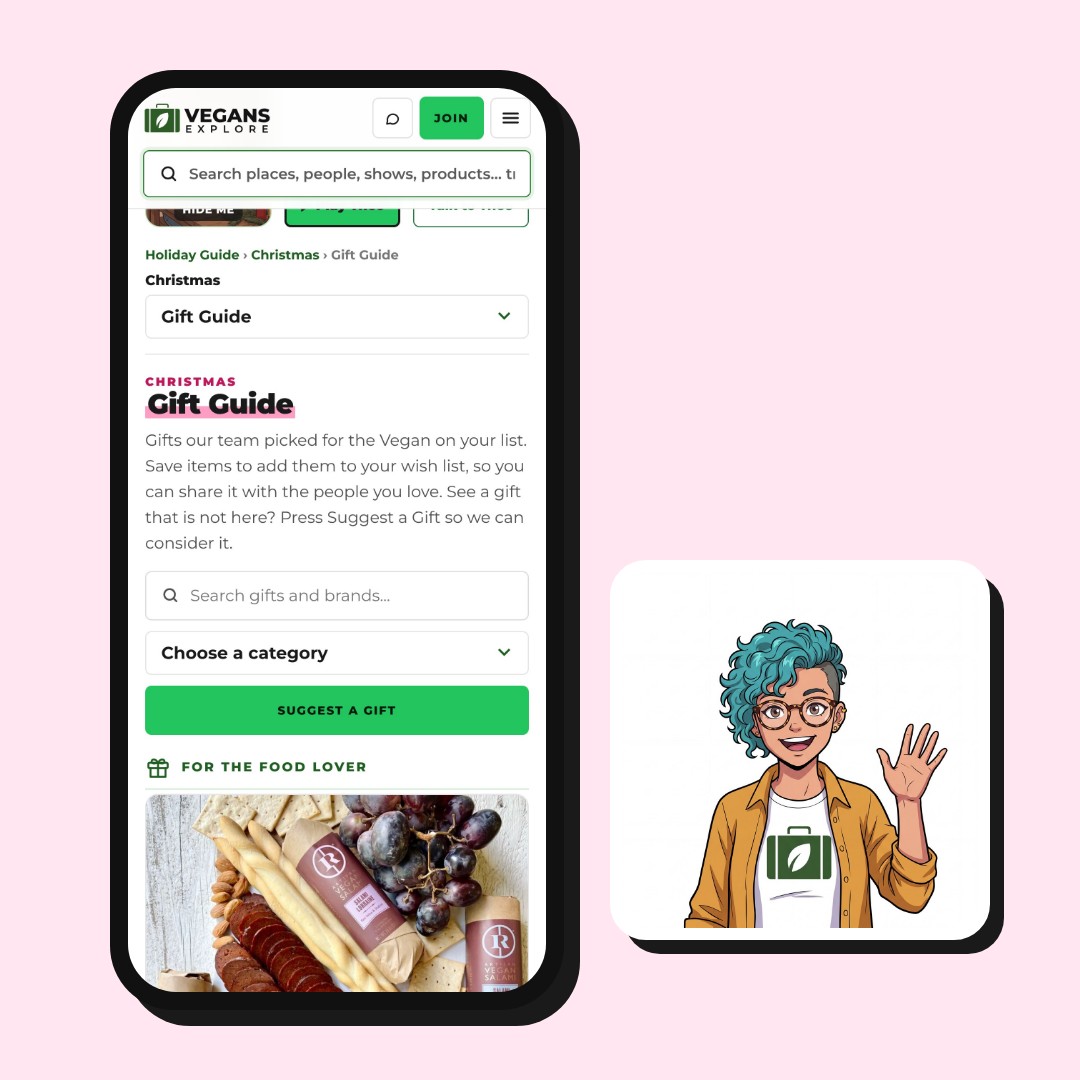 VEGANS
EXPLORE
JOIN
Search places, people, shows, products...
HIDE ME
Holiday Guide › Christmas › Gift Guide
Christmas
Gift Guide
CHRISTMAS
Gift Guide
Gifts our team picked for the Vegan on your list.
Save items to add them to your wish list, so you
can share it with the people you love. See a gift
that is not here? Press Suggest a Gift so we can
consider it.
Search gifts and brands...
Choose a category
SUGGEST A GIFT
FOR THE FOOD LOVER
VEGAN
SALAMI
VEGAN
SALAMI